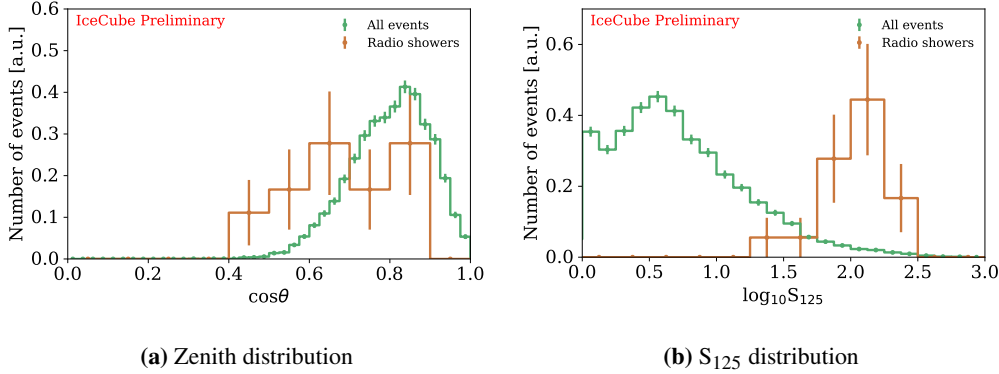 IceCube Preliminary
All events
Radio showers
Number of events [a.u.]
0.6
0.5
0.4
0.3
0.2
0.1
0.0
0.0 0.2 0.4 0.6 0.8 1.0
cosθ
(a) Zenith distribution
IceCube Preliminary
All events
Radio showers
Number of events [a.u.]
0.6
0.4
0.2
0.0
0.0 0.5 1.0 1.5 2.0 2.5 3.0
log₁₀S₁₂₅
(b) S₁₂₅ distribution